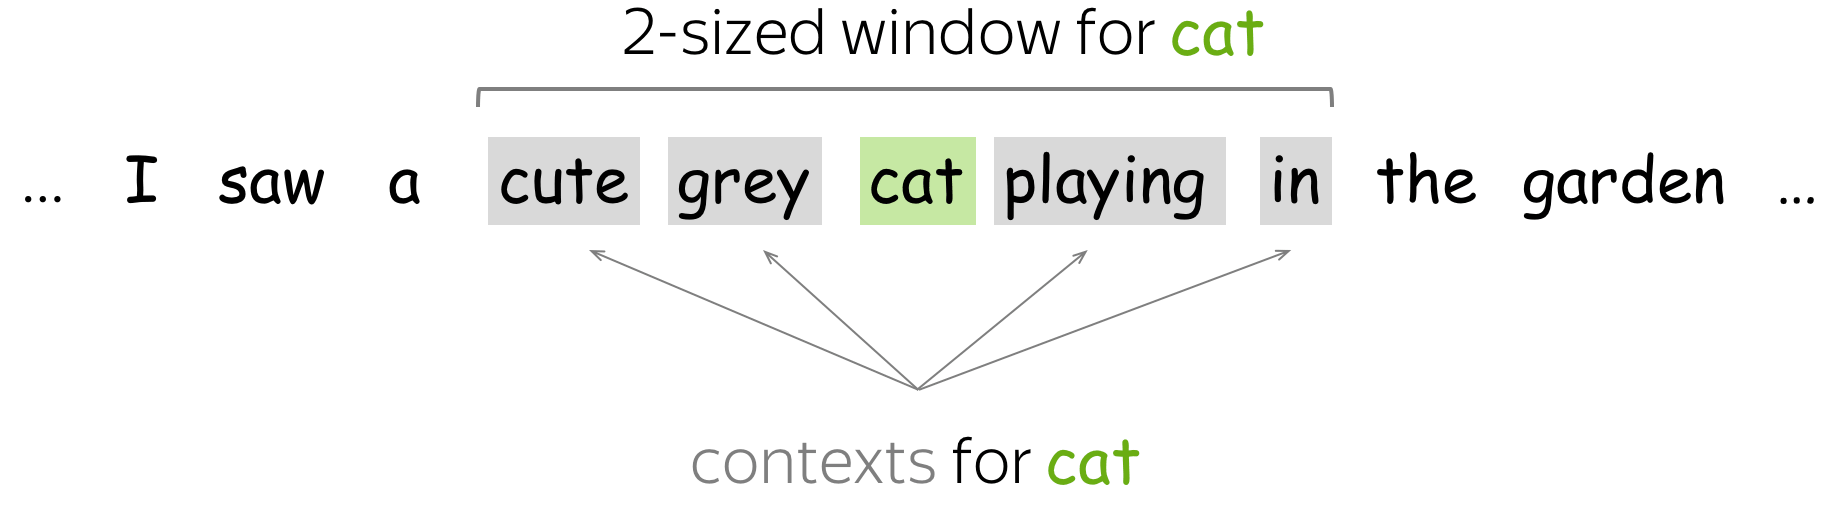 2-sized window for cat
... I saw a cute grey cat playing in the garden ...
contexts for cat